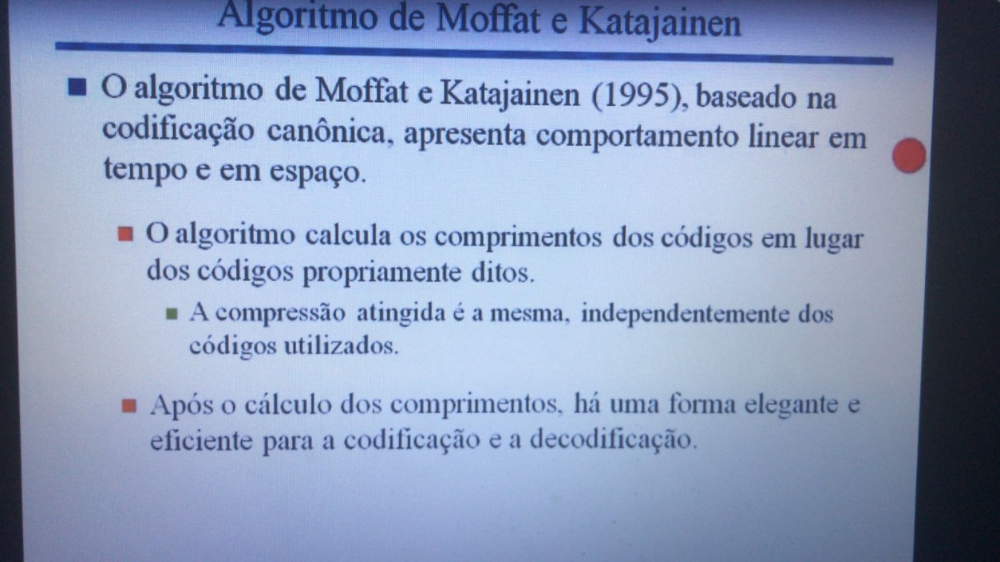 Algoritmo de Moffat e Katajainen
O algoritmo de Moffat e Katajainen (1995), baseado na
codificação canônica, apresenta comportamento linear em
tempo e em espaço.
O algoritmo calcula os comprimentos dos códigos em lugar
dos códigos propriamente ditos.
A compressão atingida é a mesma, independentemente dos
códigos utilizados.
Após o cálculo dos comprimentos, há uma forma elegante e
eficiente para a codificação e a decodificação.